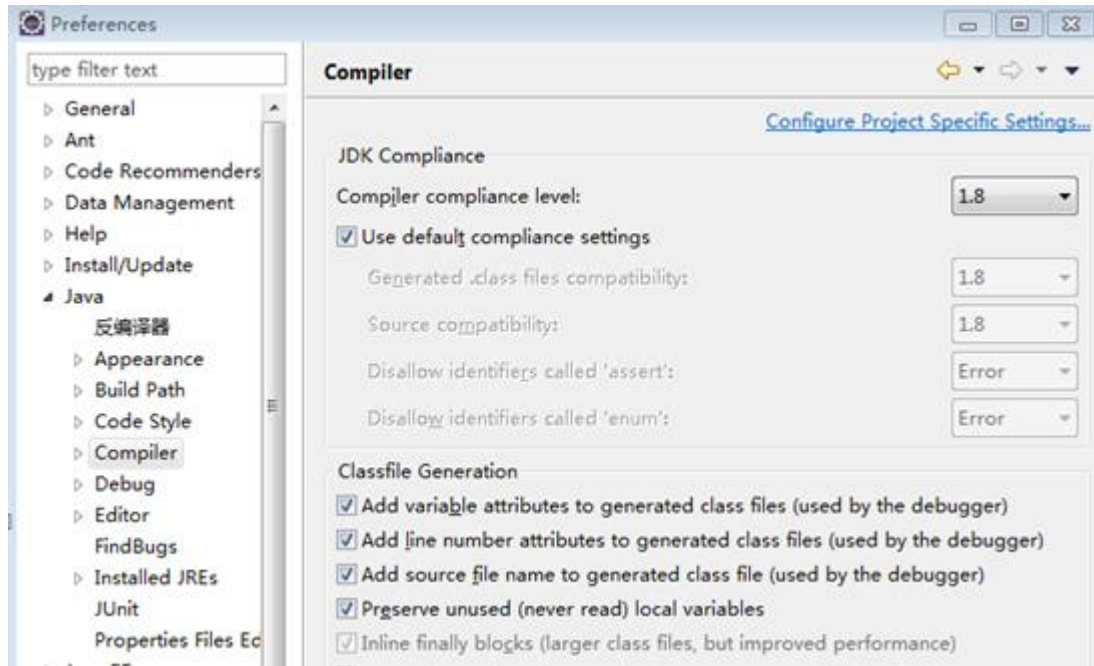 Preferences
type filter text
General
Ant
Code Recommenders
Data Management
Help
Install/Update
Java
反编译器
Appearance
Build Path
Code Style
Compiler
Debug
Editor
FindBugs
Installed JREs
JUnit
Properties Files Ed
Compiler
Configure Project Specific Settings...
JDK Compliance
Compiler compliance level: 1.8
Use default compliance settings
Generated .class files compatibility: 1.8
Source compatibility: 1.8
Disallow identifiers called 'assert': Error
Disallow identifiers called 'enum': Error
Classfile Generation
Add variable attributes to generated class files (used by the debugger)
Add line number attributes to generated class files (used by the debugger)
Add source file name to generated class file (used by the debugger)
Preserve unused (never read) local variables
Inline finally blocks (larger class files, but improved performance)